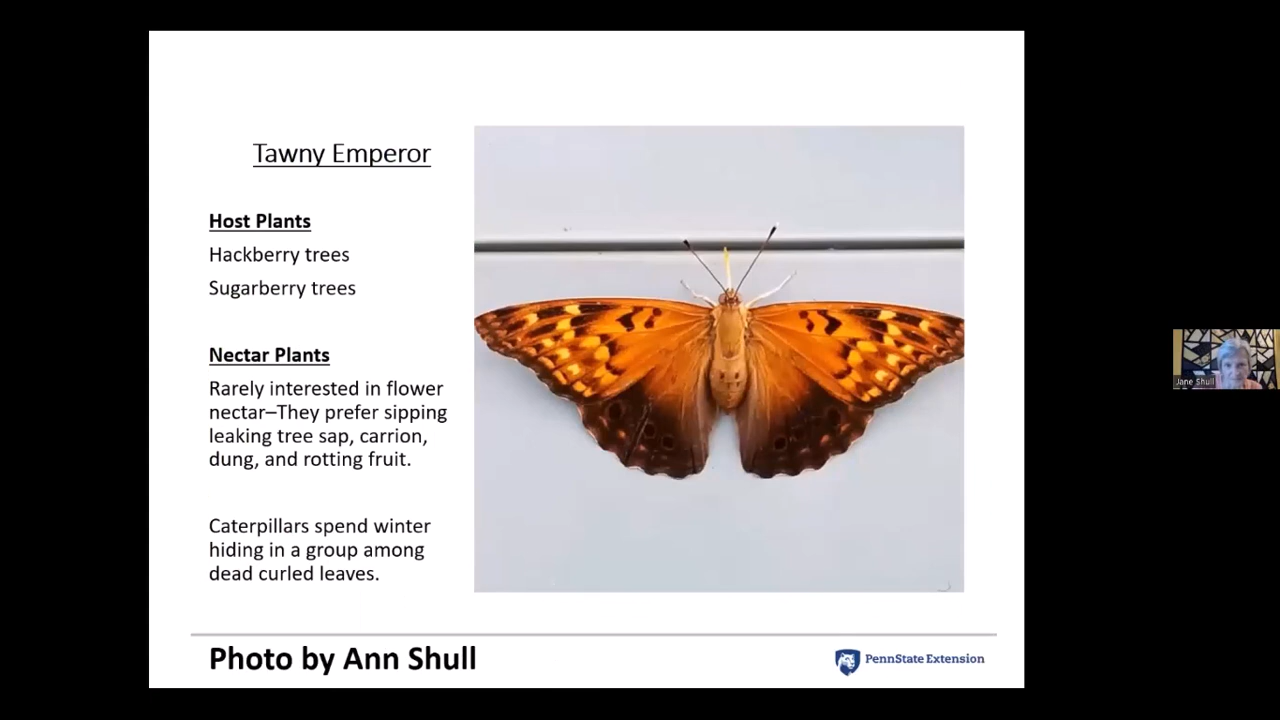 Tawny Emperor
Host Plants
Hackberry trees
Sugarberry trees
Nectar Plants
Rarely interested in flower
nectar–They prefer sipping
leaking tree sap, carrion,
dung, and rotting fruit.
Caterpillars spend winter
hiding in a group among
dead curled leaves.
Photo by Ann Shull
PennState Extension
Jane Shull